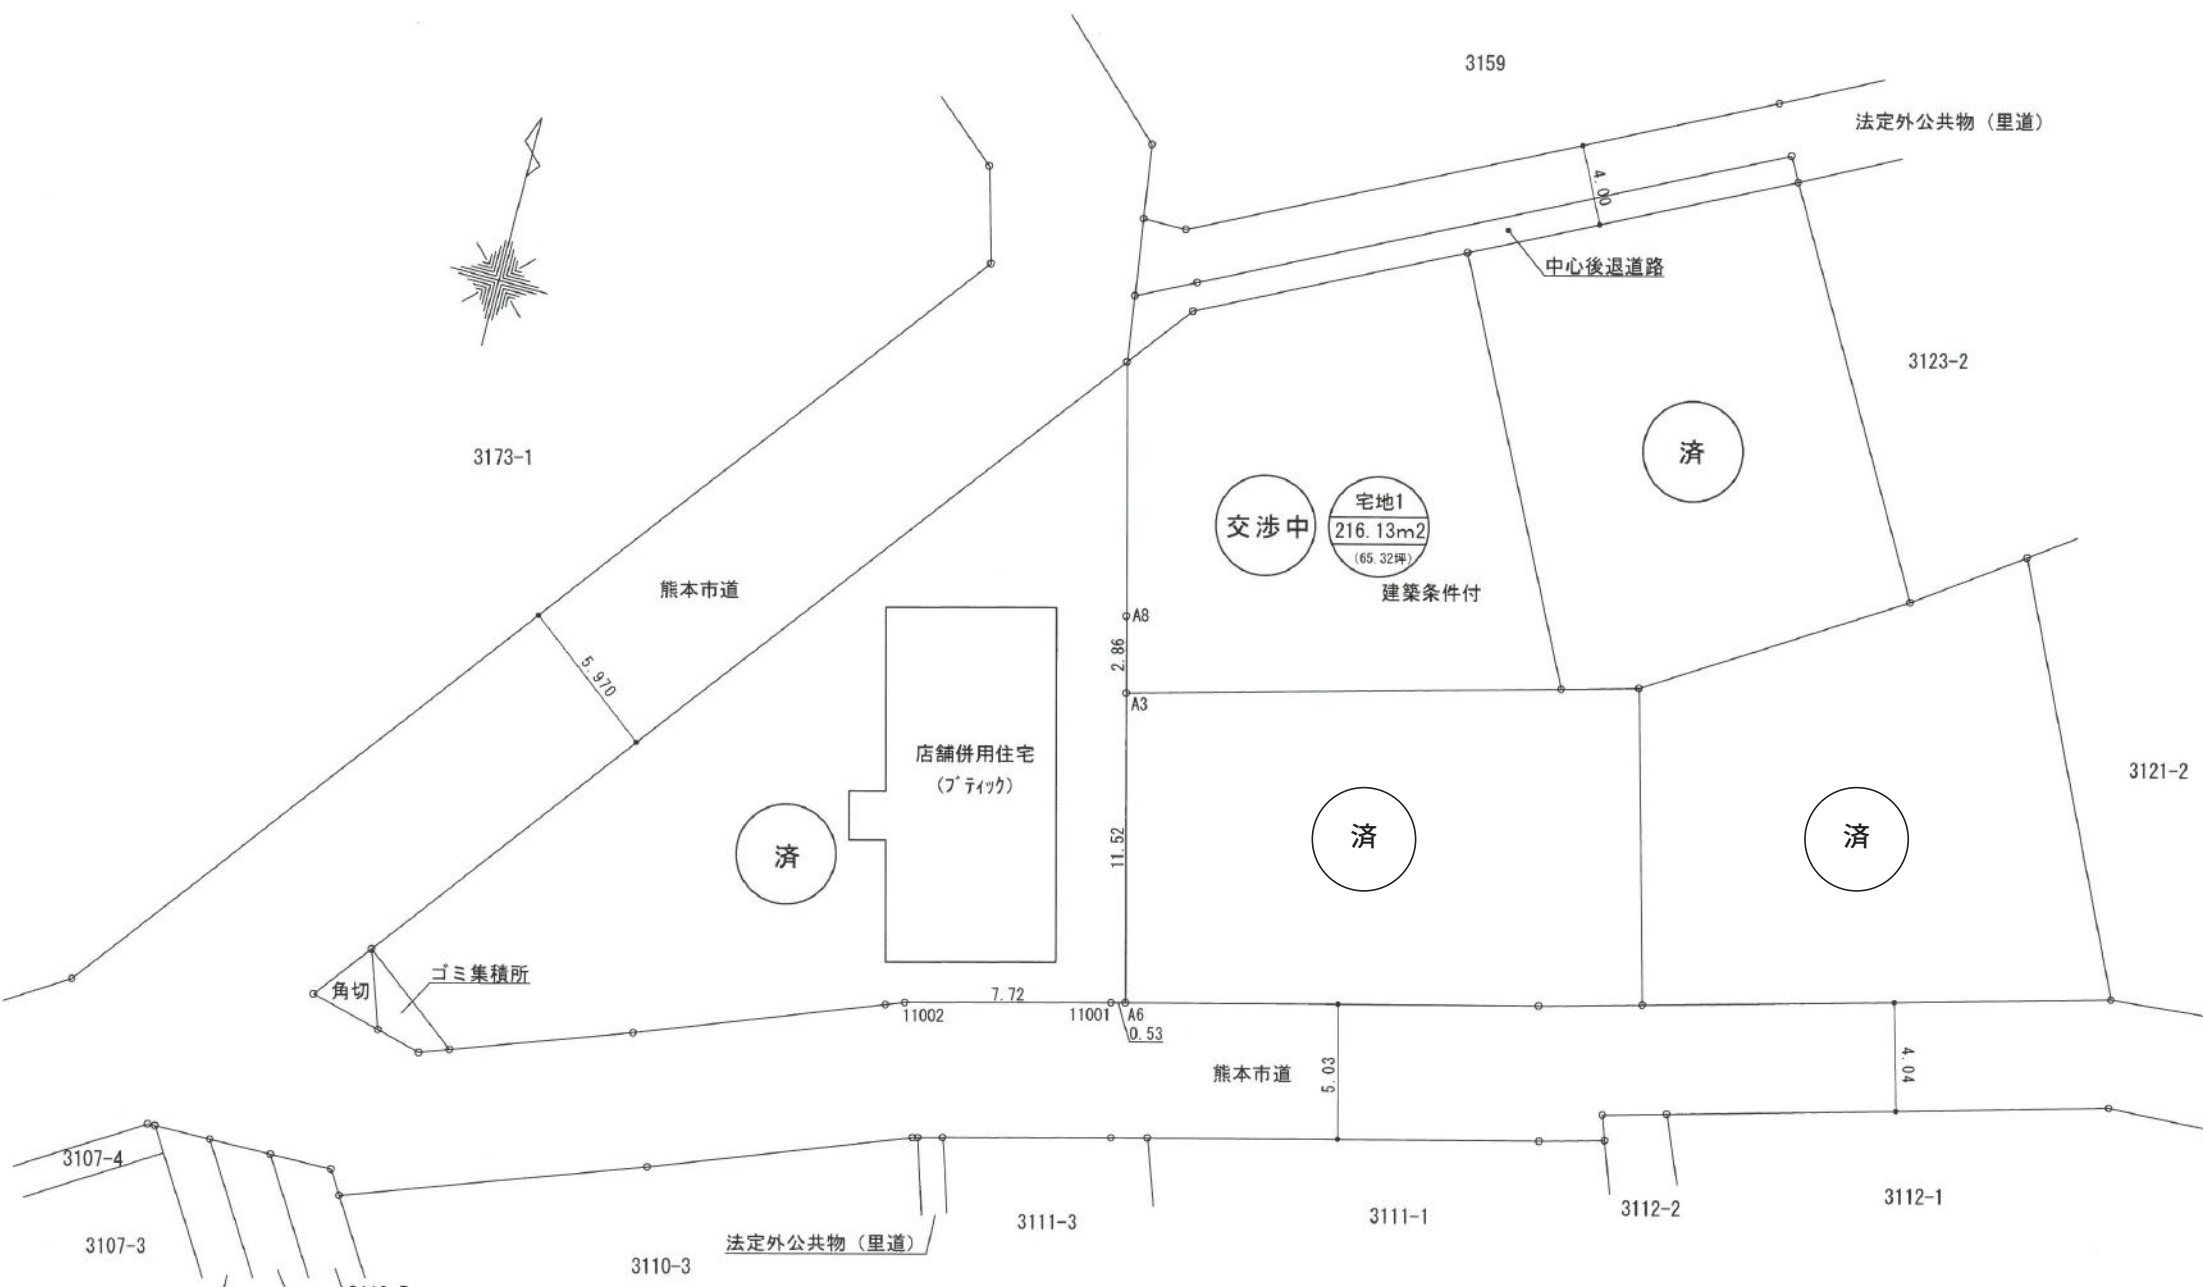 3159
法定外公共物（里道）
4.00
中心後退道路
3123-2
済
3173-1
交渉中
宅地1
216.13m2
(65.32坪)
建築条件付
熊本市道
5.970
A8
2.86
A3
店舗併用住宅
(ブティック)
済
11.52
済
済
3121-2
ゴミ集積所
角切
7.72
11002
11001
A6
0.53
熊本市道
5.03
4.04
3107-4
3107-3
3110-3
法定外公共物（里道）
3111-3
3111-1
3112-2
3112-1